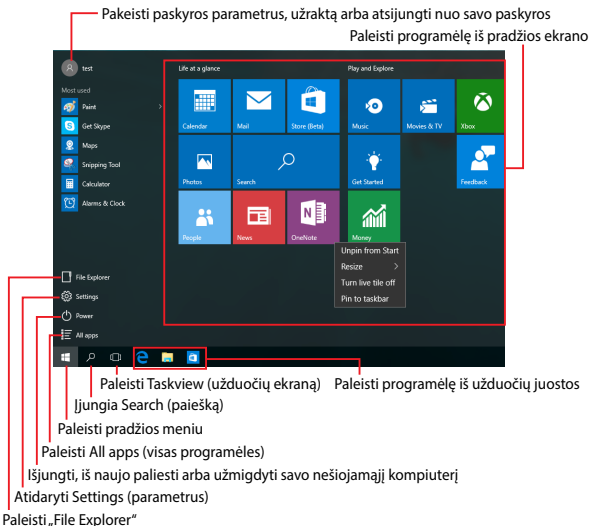 Pakeisti paskyros parametrus, užraktą arba atsijungti nuo savo paskyros
Paleisti programėlę iš pradžios ekrano
test
Life at a glance
Play and Explore
Most used
Paint
Get Skype
Maps
Snipping Tool
Calculator
Alarms & Clock
Calendar
Mail
Store (Beta)
Music
Movies & TV
Xbox
Photos
Search
Get Started
Feedback
People
News
OneNote
Money
Unpin from Start
Resize
Turn live tile off
Pin to taskbar
File Explorer
Settings
Power
All apps
Paleisti Taskview (užduočių ekraną)
Paleisti programėlę iš užduočių juostos
Įjungia Search (paiešką)
Paleisti pradžios meniu
Paleisti All apps (visas programėles)
Išjungti, iš naujo paliesti arba užmigdyti savo nešiojamąjį kompiuterį
Atidaryti Settings (parametrus)
Paleisti „File Explorer“